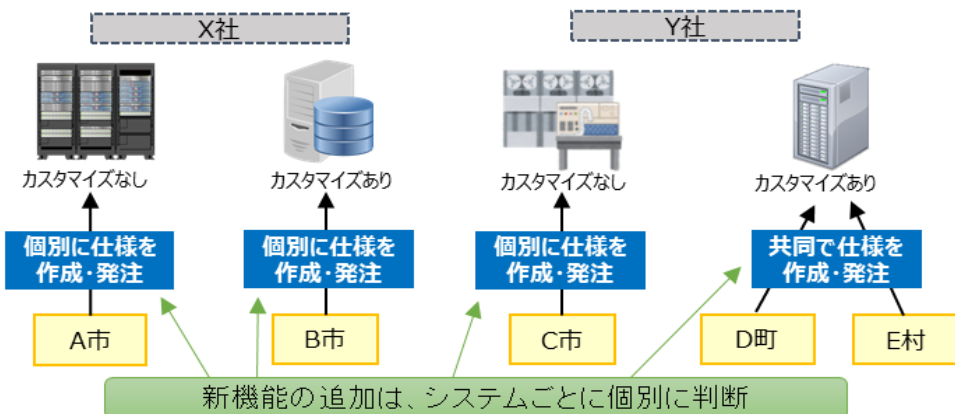 X社
Y社
カスタマイズなし
カスタマイズあり
カスタマイズなし
カスタマイズあり
個別に仕様を
作成・発注
個別に仕様を
作成・発注
個別に仕様を
作成・発注
共同で仕様を
作成・発注
A市
B市
C市
D町
E村
新機能の追加は、システムごとに個別に判断